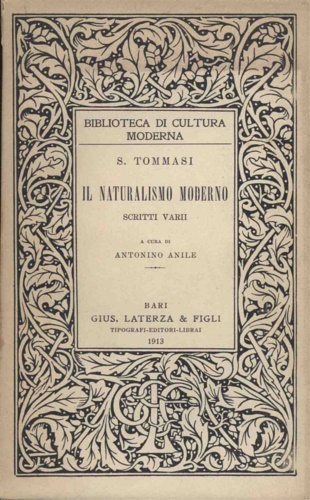 BIBLIOTECA DI CULTURA
MODERNA
S. TOMMASI
IL NATURALISMO MODERNO
SCRITTI VARII
A CURA DI
ANTONINO ANILE
BARI
GIUS. LATERZA & FIGLI
TIPOGRAFI-EDITORI-LIBRAI
1913